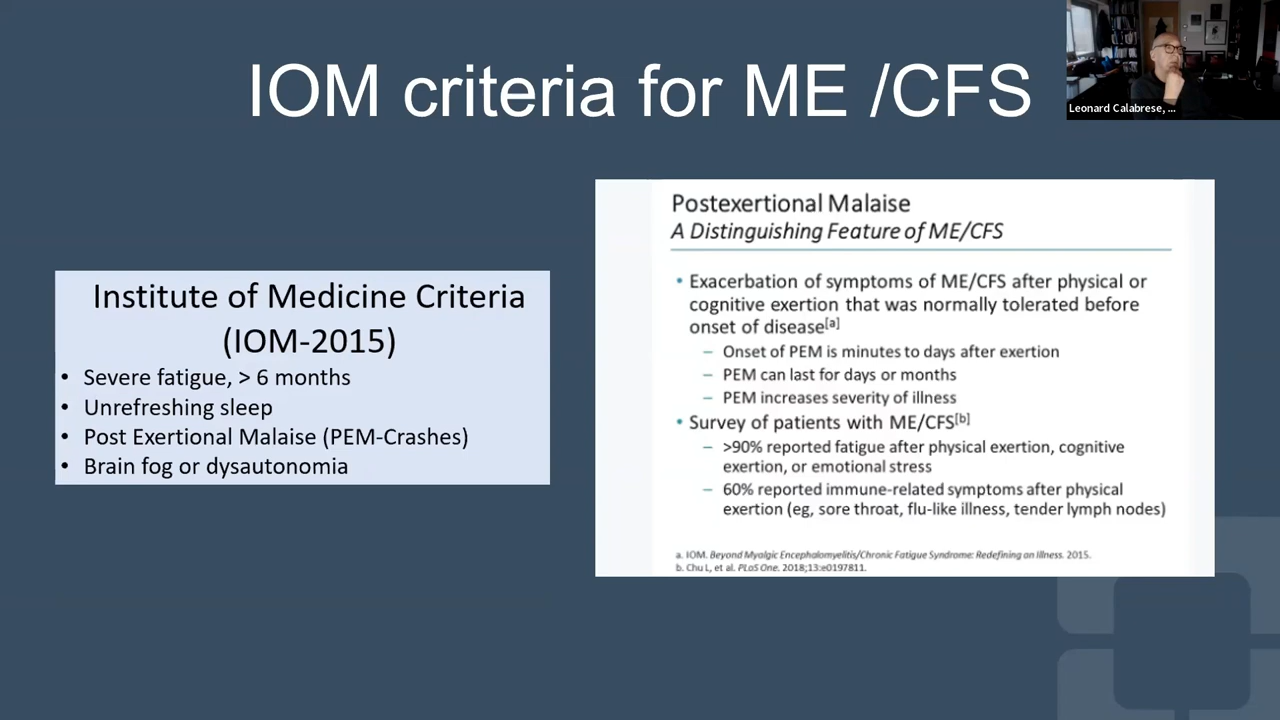 IOM criteria for ME /CFS
Leonard Calabrese, ...
Institute of Medicine Criteria
(IOM-2015)
• Severe fatigue, > 6 months
• Unrefreshing sleep
• Post Exertional Malaise (PEM-Crashes)
• Brain fog or dysautonomia
Postexertional Malaise
A Distinguishing Feature of ME/CFS
• Exacerbation of symptoms of ME/CFS after physical or
cognitive exertion that was normally tolerated before
onset of disease[a]
– Onset of PEM is minutes to days after exertion
– PEM can last for days or months
– PEM increases severity of illness
• Survey of patients with ME/CFS[b]
– >90% reported fatigue after physical exertion, cognitive
exertion, or emotional stress
– 60% reported immune-related symptoms after physical
exertion (eg, sore throat, flu-like illness, tender lymph nodes)
a. IOM. Beyond Myalgic Encephalomyelitis/Chronic Fatigue Syndrome: Redefining an Illness. 2015.
b. Chu L, et al. PLoS One. 2018;13:e0197811.